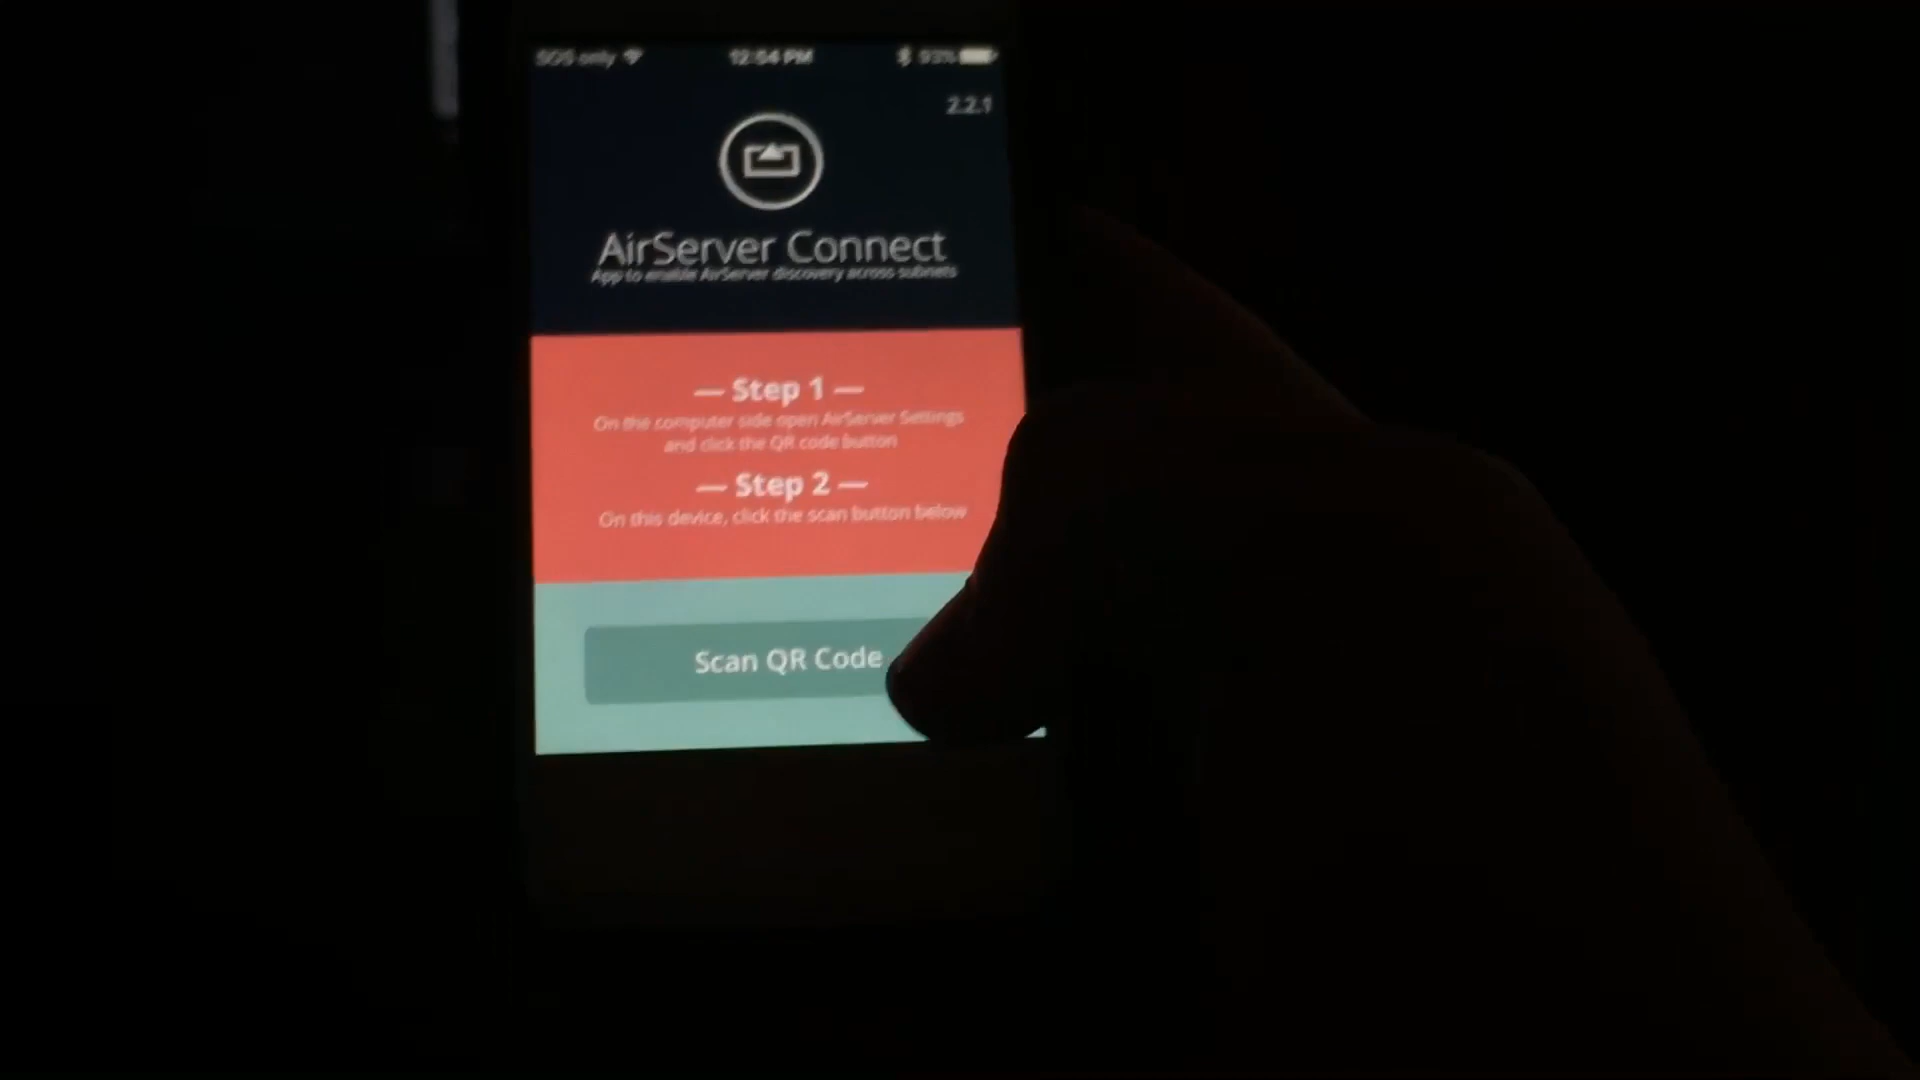 SOS only 12:54 PM 93%
2.2.1
AirServer Connect
App to enable AirServer discovery across subnets
— Step 1 —
On the computer side open AirServer Settings
and click the QR code button
— Step 2 —
On this device, click the scan button below
Scan QR Code